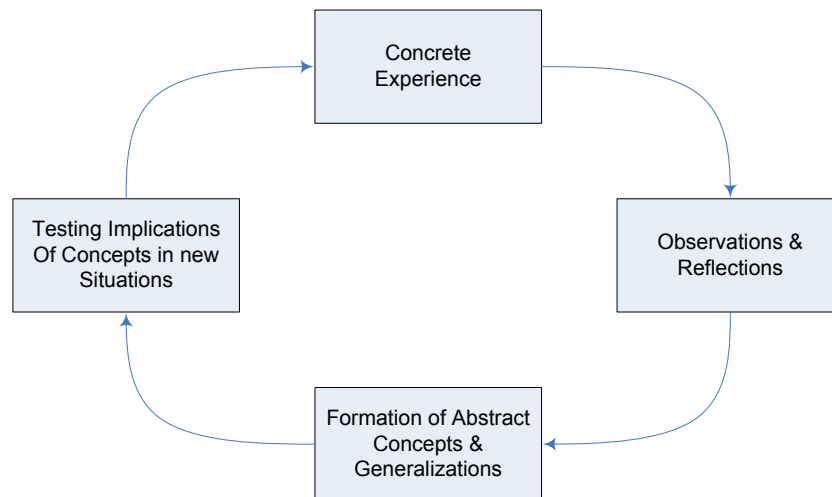 Concrete
Experience
Observations &
Reflections
Formation of Abstract
Concepts &
Generalizations
Testing Implications
Of Concepts in new
Situations